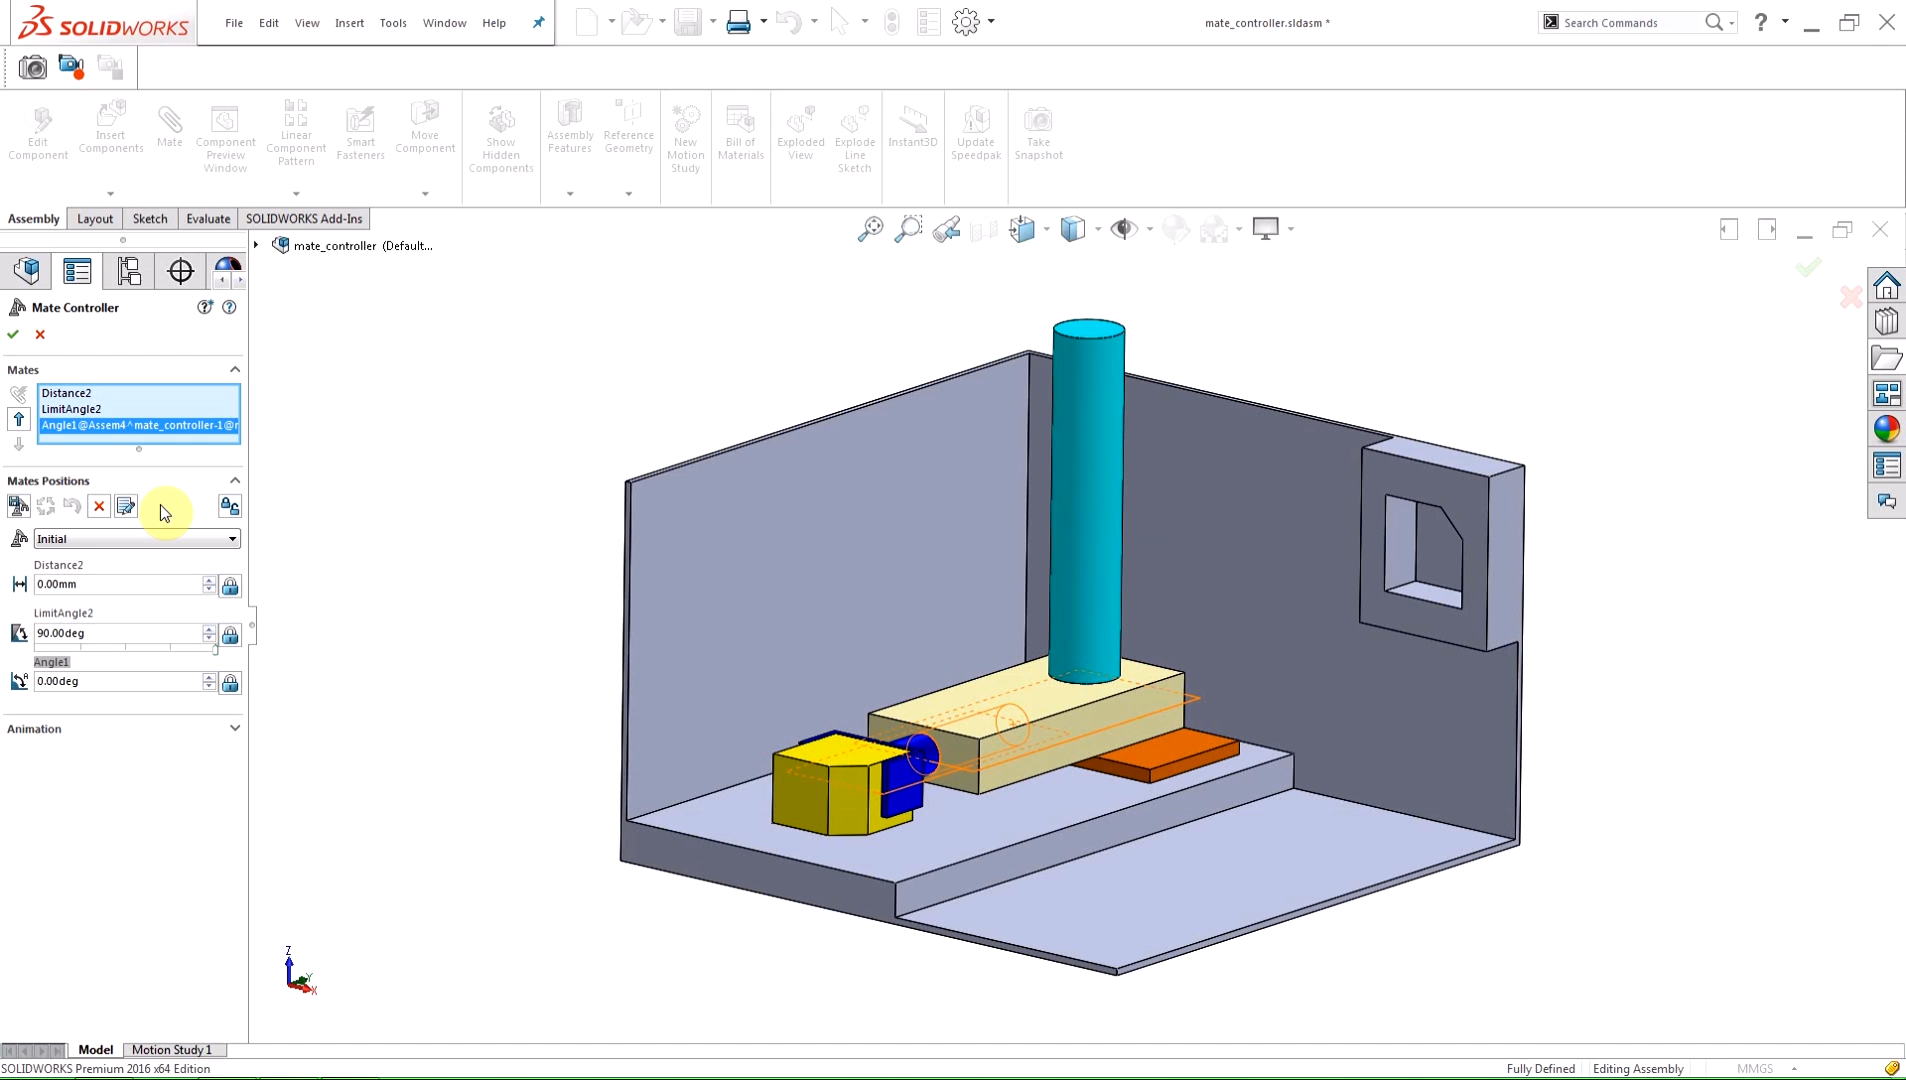 SOLIDWORKS
File Edit View Insert Tools Window Help
mate_controller.sldasm *
Search Commands
?
Edit Component
Insert Components
Mate
Component Preview Window
Linear Component Pattern
Smart Fasteners
Move Component
Show Hidden Components
Assembly Features
Reference Geometry
New Motion Study
Bill of Materials
Exploded View
Explode Line Sketch
Instant3D
Update Speedpak
Take Snapshot
Assembly Layout Sketch Evaluate SOLIDWORKS Add-Ins
mate_controller (Default...
Mate Controller
Mates
Distance2
LimitAngle2
Angle1@Assem4^mate_controller-1@r
Mates Positions
Initial
Distance2
0.00mm
LimitAngle2
90.00deg
Angle1
0.00deg
Animation
Z
Y
X
Model Motion Study 1
SOLIDWORKS Premium 2016 x64 Edition
Fully Defined Editing Assembly MMGS